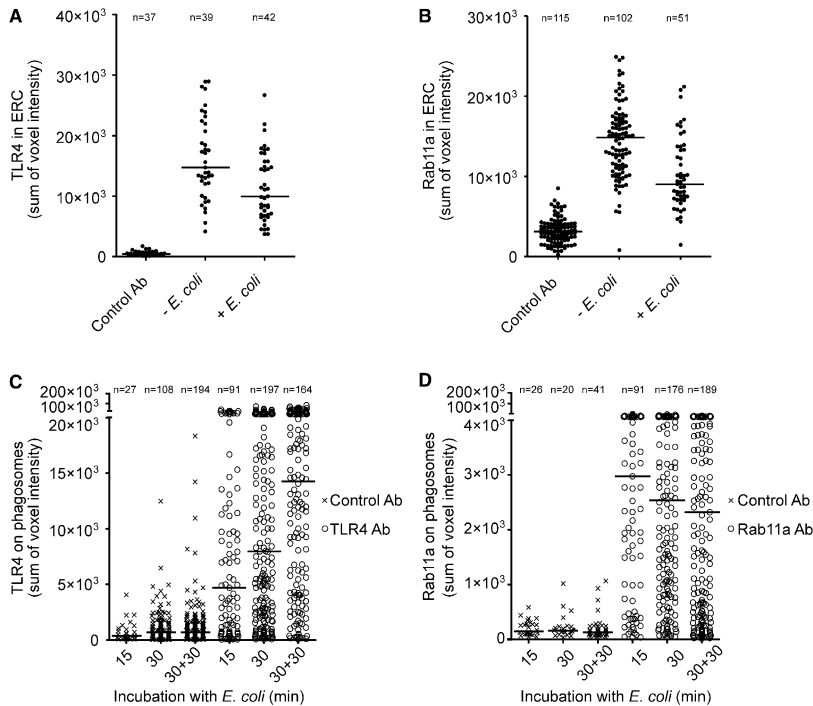 A
n=37 n=39 n=42
40×10³
30×10³
20×10³
10×10³
0
TLR4 in ERC
(sum of voxel intensity)
Control Ab
- E. coli
+ E. coli
B
n=115 n=102 n=51
30×10³
20×10³
10×10³
0
Rab11a in ERC
(sum of voxel intensity)
Control Ab
- E. coli
+ E. coli
C
n=27 n=108 n=194 n=91 n=197 n=164
200×10³
100×10³
20×10³
15×10³
10×10³
5×10³
0
TLR4 on phagosomes
(sum of voxel intensity)
× Control Ab
○ TLR4 Ab
15 30 30+30 15 30 30+30
Incubation with E. coli (min)
D
n=26 n=20 n=41 n=91 n=176 n=189
200×10³
100×10³
4×10³
3×10³
2×10³
1×10³
0
Rab11a on phagosomes
(sum of voxel intensity)
× Control Ab
○ Rab11a Ab
15 30 30+30 15 30 30+30
Incubation with E. coli (min)